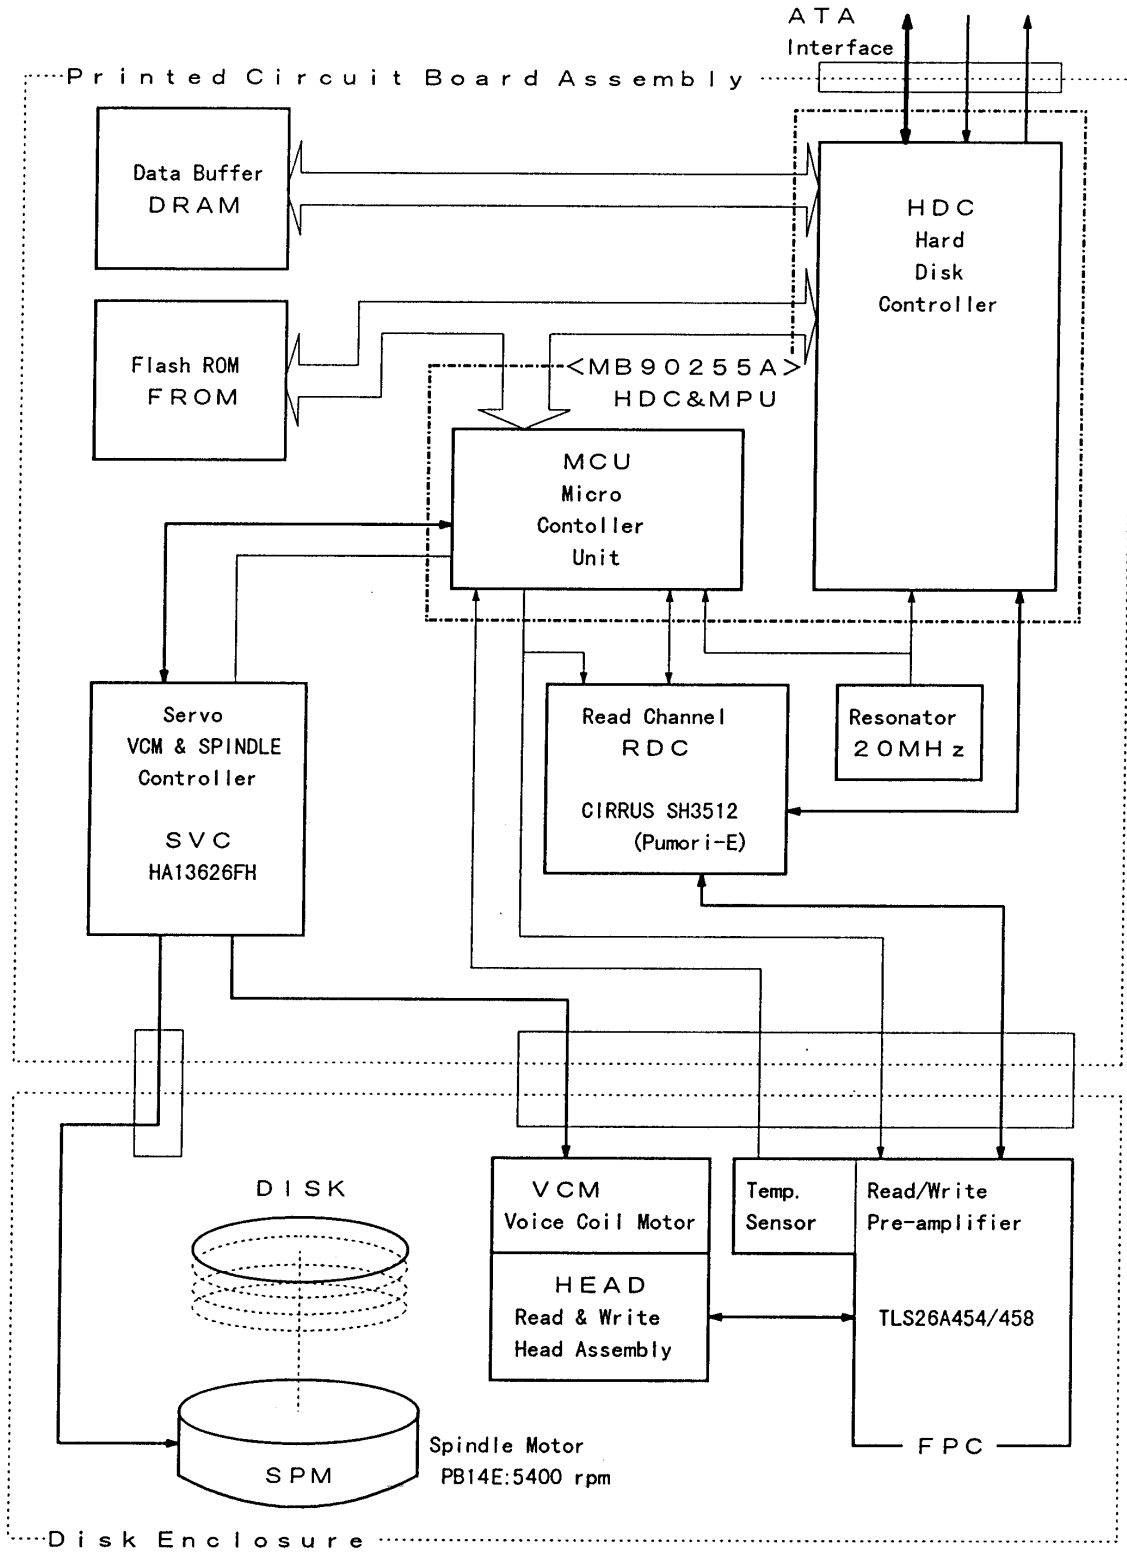 ATA
Interface
Printed Circuit Board Assembly
Data Buffer
DRAM
HDC
Hard
Disk
Controller
Flash ROM
FROM
<MB90255A>
HDC&MPU
MCU
Micro
Contoller
Unit
Servo
VCM & SPINDLE
Controller
SVC
HA13626FH
Read Channel
RDC
CIRRUS SH3512
(Pumori-E)
Resonator
20MHz
DISK
VCM
Voice Coil Motor
HEAD
Read & Write
Head Assembly
Temp.
Sensor
Read/Write
Pre-amplifier
TLS26A454/458
FPC
SPM
Spindle Motor
PB14E:5400 rpm
Disk Enclosure